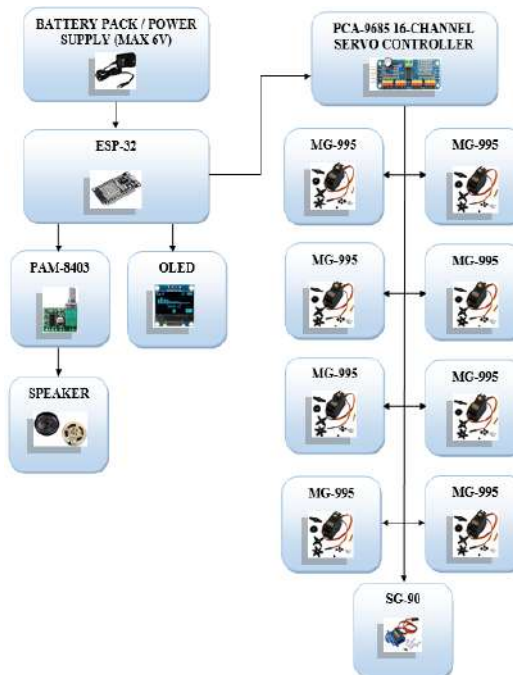 BATTERY PACK / POWER
SUPPLY (MAX 6V)
PCA-9685 16-CHANNEL
SERVO CONTROLLER
ESP-32
MG-995
MG-995
PAM-8403
OLED
MG-995
MG-995
SPEAKER
MG-995
MG-995
MG-995
MG-995
SG-90